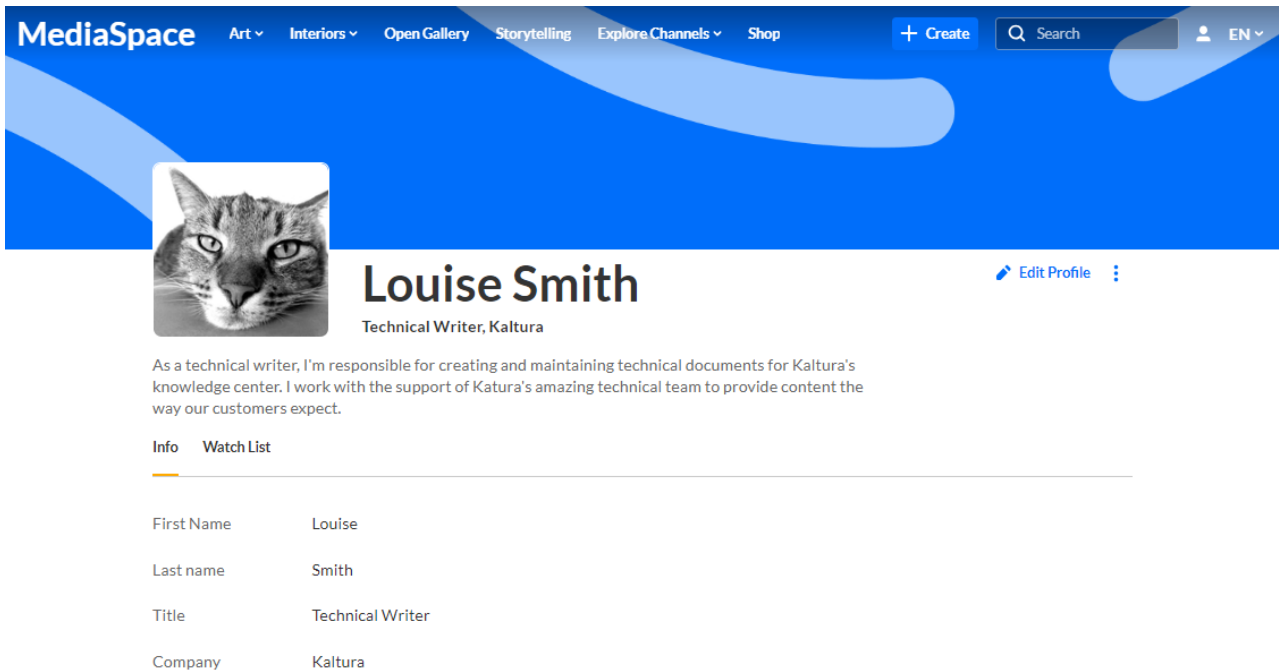 MediaSpace Art Interiors Open Gallery Storytelling Explore Channels Shop + Create Search EN
Louise Smith
Edit Profile
Technical Writer, Kaltura
As a technical writer, I'm responsible for creating and maintaining technical documents for Kaltura's
knowledge center. I work with the support of Katura's amazing technical team to provide content the
way our customers expect.
Info Watch List
First Name Louise
Last name Smith
Title Technical Writer
Company Kaltura